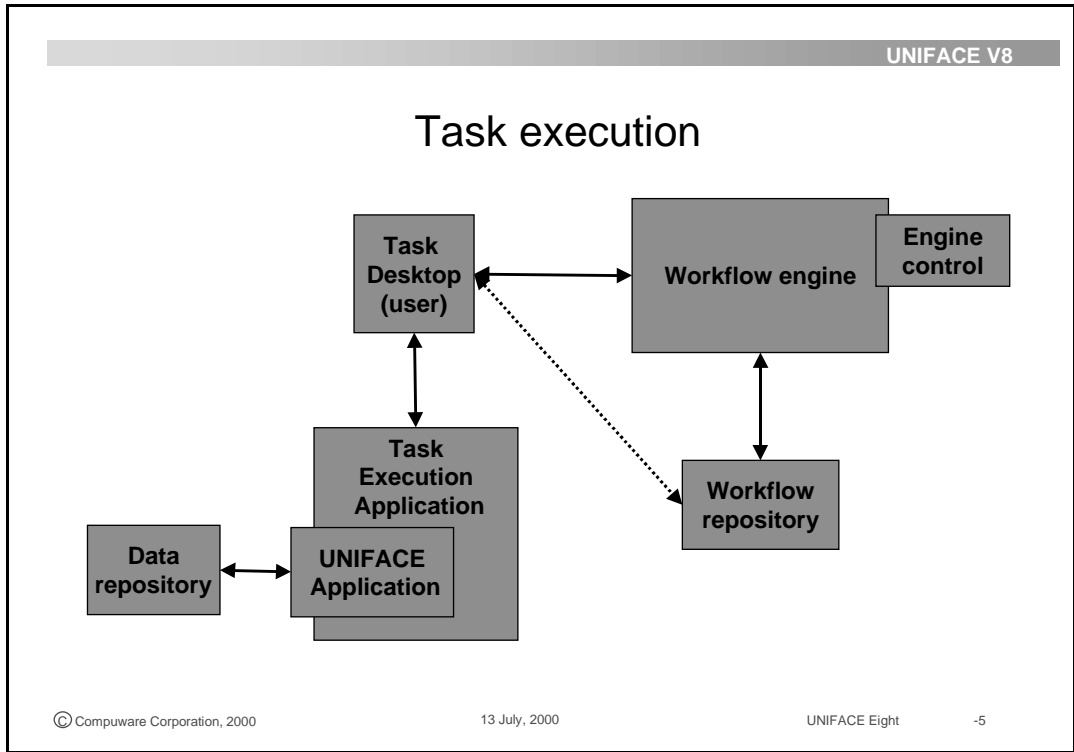 UNIFACE V8
Task execution
Task
Desktop
(user)
Workflow engine
Engine
control
Task
Execution
Application
Workflow
repository
Data
repository
UNIFACE
Application
© Compuware Corporation, 2000
13 July, 2000
UNIFACE Eight
-5